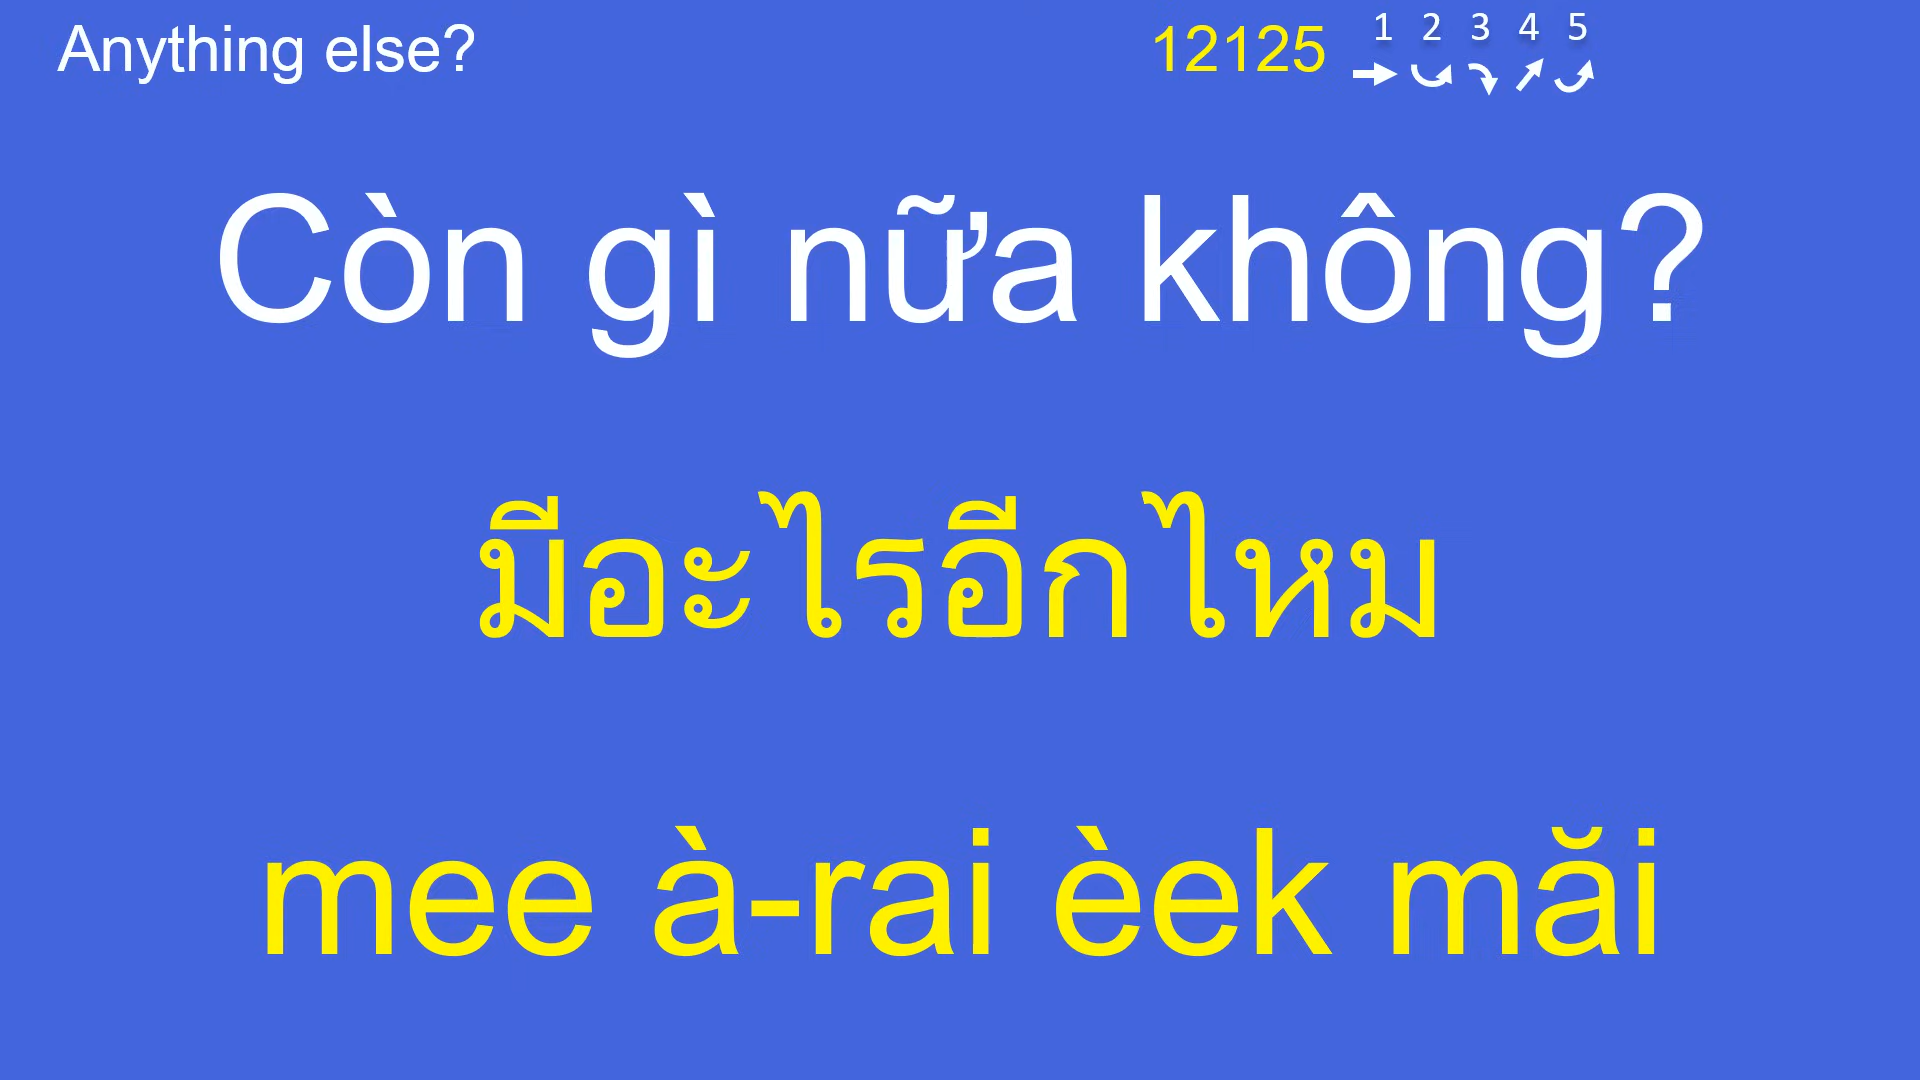 Anything else?
12125
1 2 3 4 5
Còn gì nữa không?
มีอะไรอีกไหม
mee à-rai èek măi